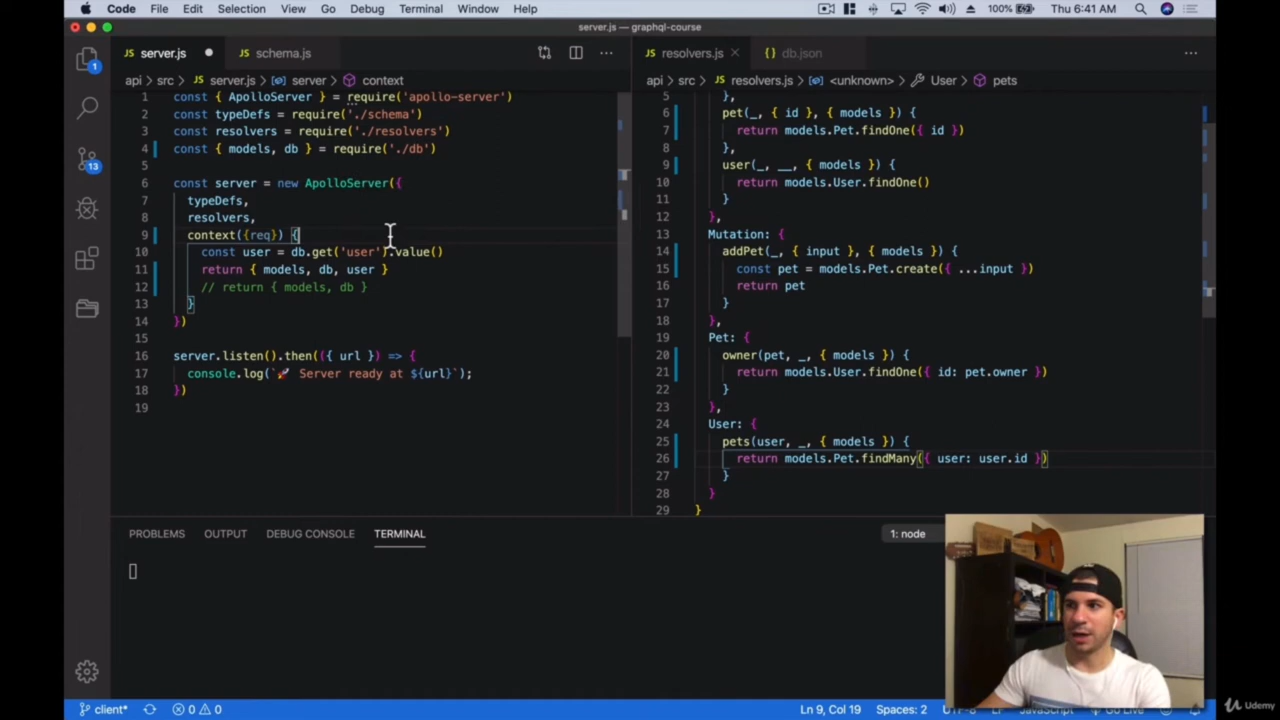 Code File Edit Selection View Go Debug Terminal Window Help 100% Thu 6:41 AM
server.js — graphql-course
server.js schema.js
api › src › server.js › server › context
1 const { ApolloServer } = require('apollo-server')
2 const typeDefs = require('./schema')
3 const resolvers = require('./resolvers')
4 const { models, db } = require('./db')
5
6 const server = new ApolloServer({
7 typeDefs,
8 resolvers,
9 context({req}) {
10 const user = db.get('user').value()
11 return { models, db, user }
12 // return { models, db }
13 }
14 })
15
16 server.listen().then(({ url }) => {
17 console.log(`🚀 Server ready at ${url}`);
18 })
19
resolvers.js db.json
api › src › resolvers.js › <unknown> › User › pets
5 },
6 pet(_, { id }, { models }) {
7 return models.Pet.findOne({ id })
8 },
9 user(_, __, { models }) {
10 return models.User.findOne()
11 }
12 },
13 Mutation: {
14 addPet(_, { input }, { models }) {
15 const pet = models.Pet.create({ ...input })
16 return pet
17 }
18 },
19 Pet: {
20 owner(pet, _, { models }) {
21 return models.User.findOne({ id: pet.owner })
22 }
23 },
24 User: {
25 pets(user, _, { models }) {
26 return models.Pet.findMany({ user: user.id })
27 }
28 }
29 }
PROBLEMS OUTPUT DEBUG CONSOLE TERMINAL 1: node
1
13
client* 0 0 Ln 9, Col 19 Spaces: 2 UTF-8 LF JavaScript Go Live
Udemy